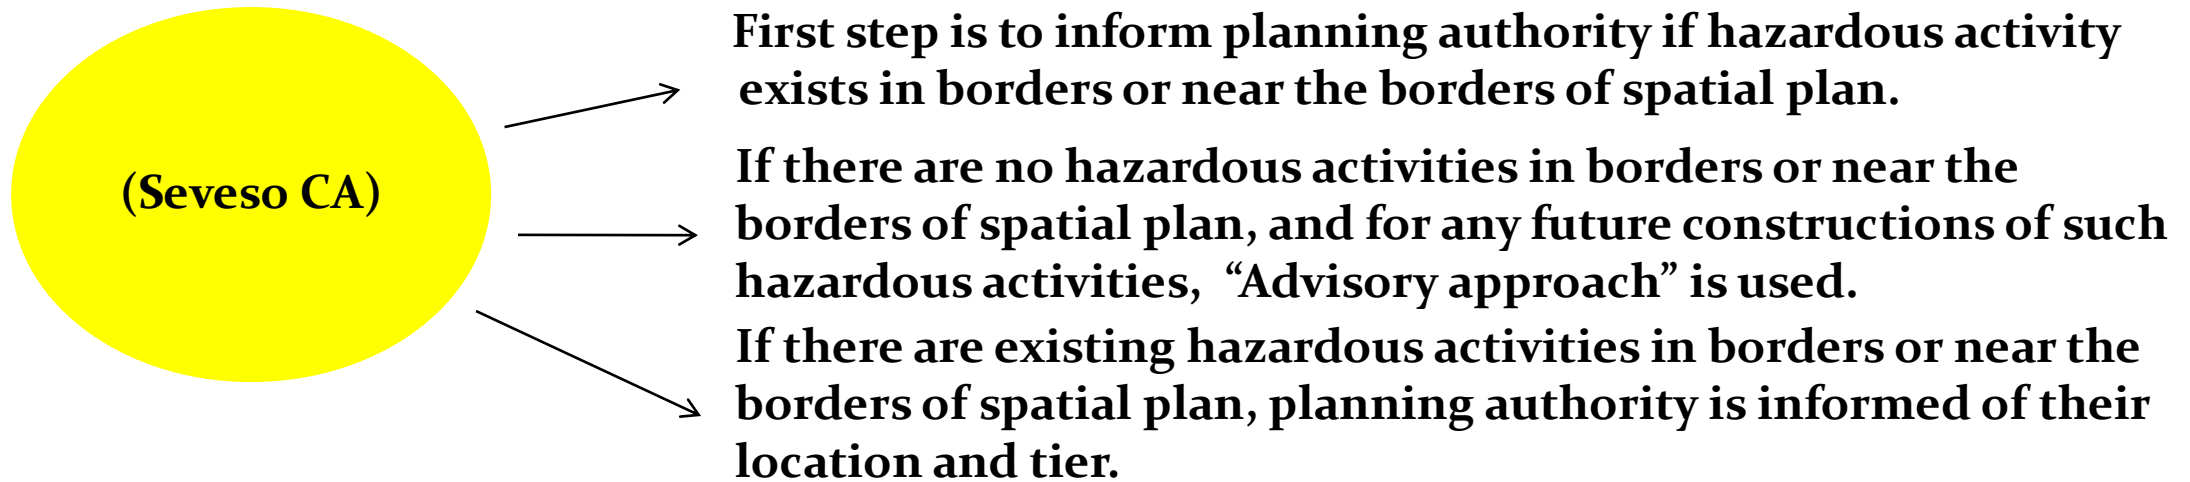 (Seveso CA)
First step is to inform planning authority if hazardous activity
exists in borders or near the borders of spatial plan.
If there are no hazardous activities in borders or near the
borders of spatial plan, and for any future constructions of such
hazardous activities, “Advisory approach” is used.
If there are existing hazardous activities in borders or near the
borders of spatial plan, planning authority is informed of their
location and tier.